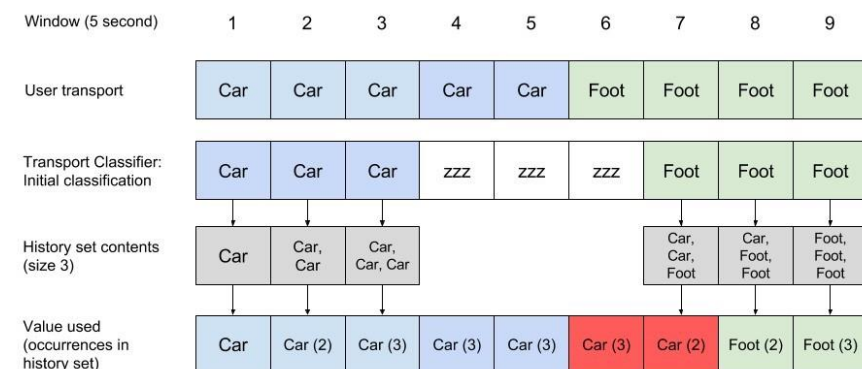 Window (5 second) 1 2 3 4 5 6 7 8 9
User transport Car Car Car Car Car Foot Foot Foot Foot
Transport Classifier:
Initial classification
Car Car Car zzz zzz zzz Foot Foot Foot
History set contents
(size 3)
Car
Car,
Car
Car,
Car, Car
Car,
Car,
Foot
Car,
Foot,
Foot
Foot,
Foot,
Foot
Value used
(occurrences in
history set)
Car Car (2) Car (3) Car (3) Car (3) Car (3) Car (2) Foot (2) Foot (3)